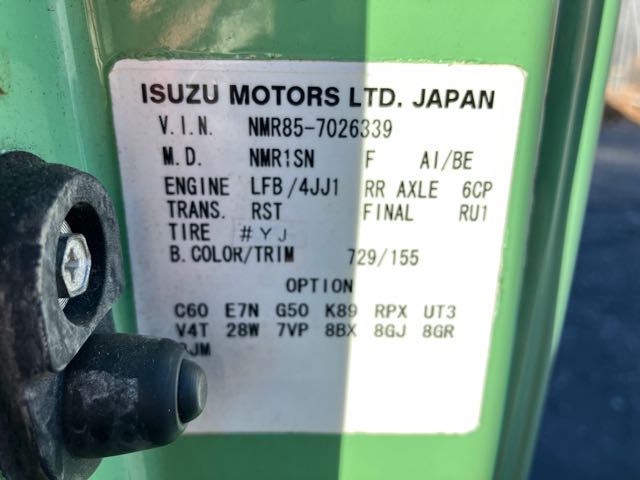 ISUZU MOTORS LTD. JAPAN
V.I.N. NMR85-7026339
M.D. NMR1SN F AI/BE
ENGINE LFB/4JJ1 RR AXLE 6CP
TRANS. RST FINAL RU1
TIRE #YJ
B.COLOR/TRIM 729/155
OPTION
C60 E7N G50 K89 RPX UT3
V4T 28W 7VP 8BX 8GJ 8GR